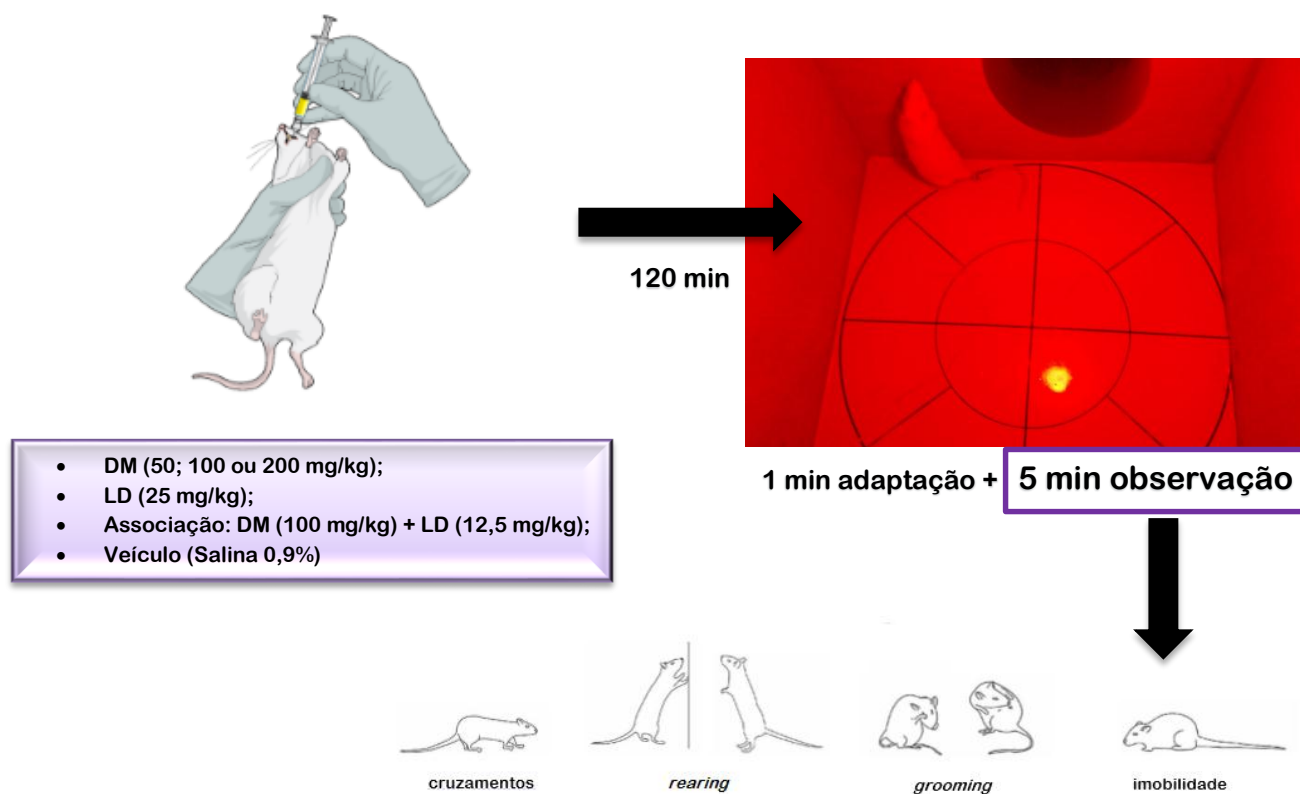 120 min
• DM (50; 100 ou 200 mg/kg);
• LD (25 mg/kg);
• Associação: DM (100 mg/kg) + LD (12,5 mg/kg);
• Veículo (Salina 0,9%)
1 min adaptação + 5 min observação
cruzamentos rearing grooming imobilidade